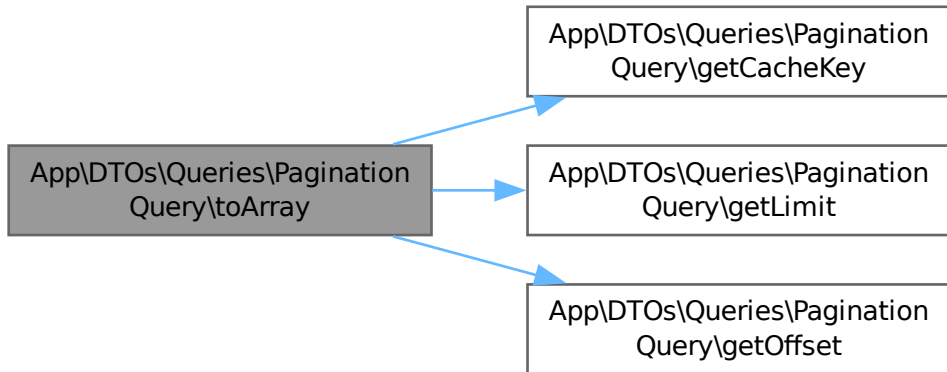 App\DTOs\Queries\Pagination
Query\getCacheKey
App\DTOs\Queries\Pagination
Query\toArray
App\DTOs\Queries\Pagination
Query\getLimit
App\DTOs\Queries\Pagination
Query\getOffset